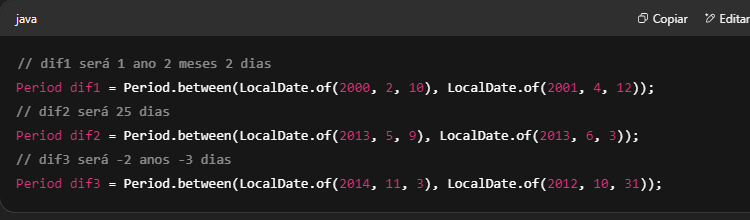 java
Copiar
Editar
// dif1 será 1 ano 2 meses 2 dias
Period dif1 = Period.between(LocalDate.of(2000, 2, 10), LocalDate.of(2001, 4, 12));
// dif2 será 25 dias
Period dif2 = Period.between(LocalDate.of(2013, 5, 9), LocalDate.of(2013, 6, 3));
// dif3 será -2 anos -3 dias
Period dif3 = Period.between(LocalDate.of(2014, 11, 3), LocalDate.of(2012, 10, 31));